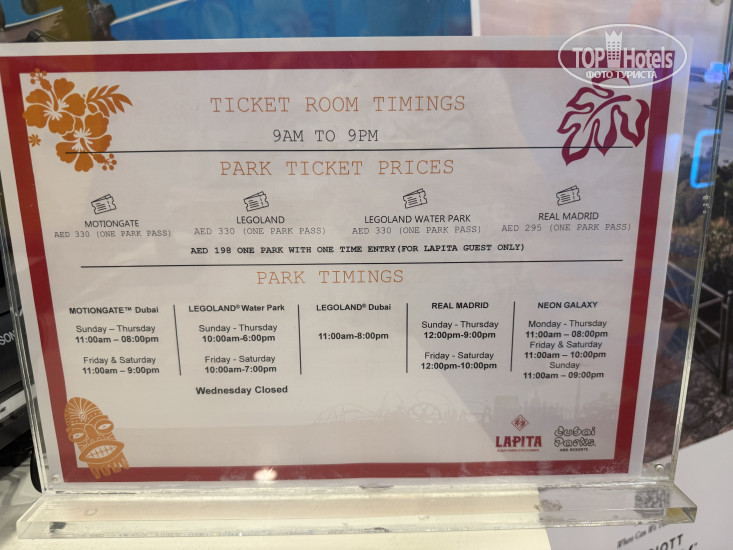 TOPHotels
ФОТО ТУРИСТА
TICKET ROOM TIMINGS
9AM TO 9PM
PARK TICKET PRICES
MOTIONGATE
AED 330 (ONE PARK PASS)
LEGOLAND
AED 330 (ONE PARK PASS)
LEGOLAND WATER PARK
AED 330 (ONE PARK PASS)
REAL MADRID
AED 295 (ONE PARK PASS)
AED 198 ONE PARK WITH ONE TIME ENTRY(FOR LAPITA GUEST ONLY)
PARK TIMINGS
MOTIONGATE™ Dubai
Sunday – Thursday
11:00am – 08:00pm
Friday & Saturday
11:00am – 9:00pm
LEGOLAND® Water Park
Sunday - Thursday
10:00am-6:00pm
Friday - Saturday
10:00am-7:00pm
Wednesday Closed
LEGOLAND® Dubai
11:00am-8:00pm
REAL MADRID
Sunday - Thursday
12:00pm-9:00pm
Friday - Saturday
12:00pm-10:00pm
NEON GALAXY
Monday - Thursday
11:00am – 08:00pm
Friday & Saturday
11:00am – 10:00pm
Sunday
11:00am – 09:00pm
LAPITA
Dubai
Parks
AND RESORTS